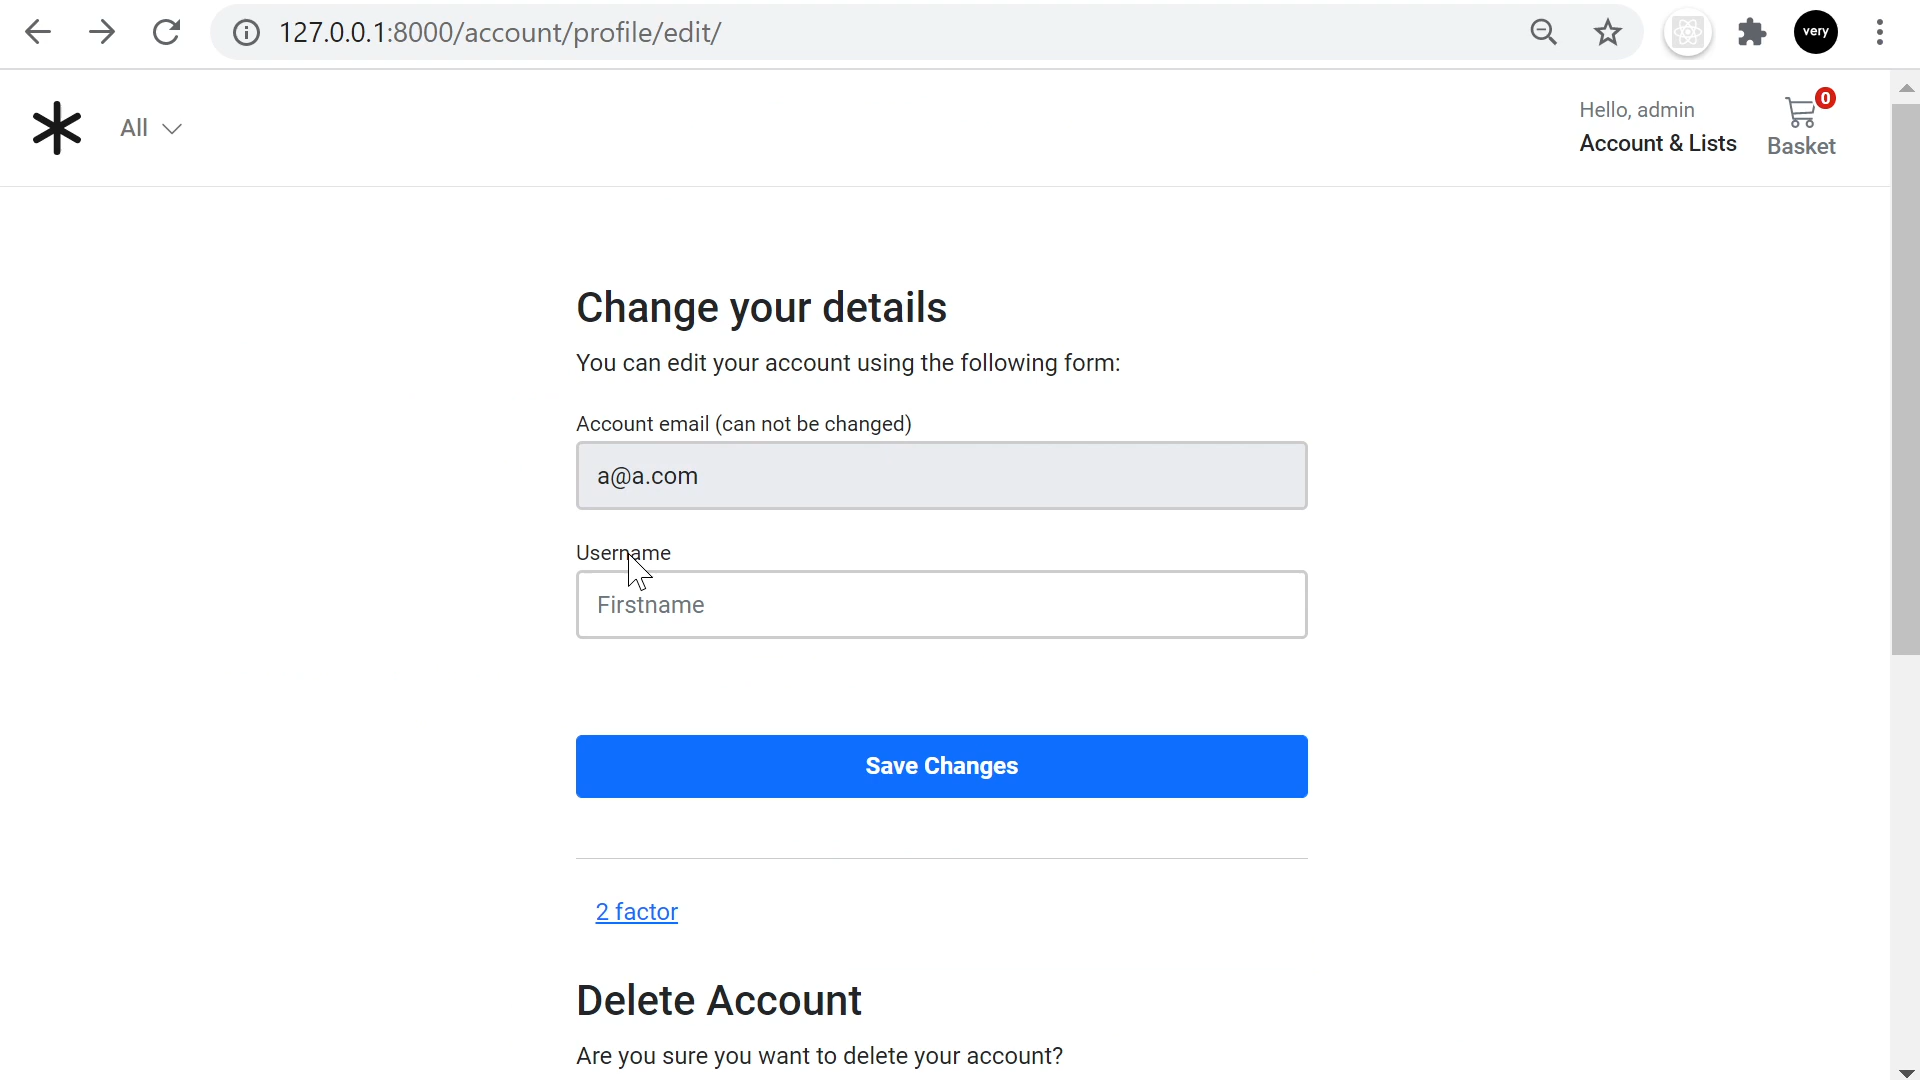 127.0.0.1:8000/account/profile/edit/
very
All
Hello, admin
Account & Lists
0
Basket
Change your details
You can edit your account using the following form:
Account email (can not be changed)
a@a.com
Username
Firstname
Save Changes
2 factor
Delete Account
Are you sure you want to delete your account?